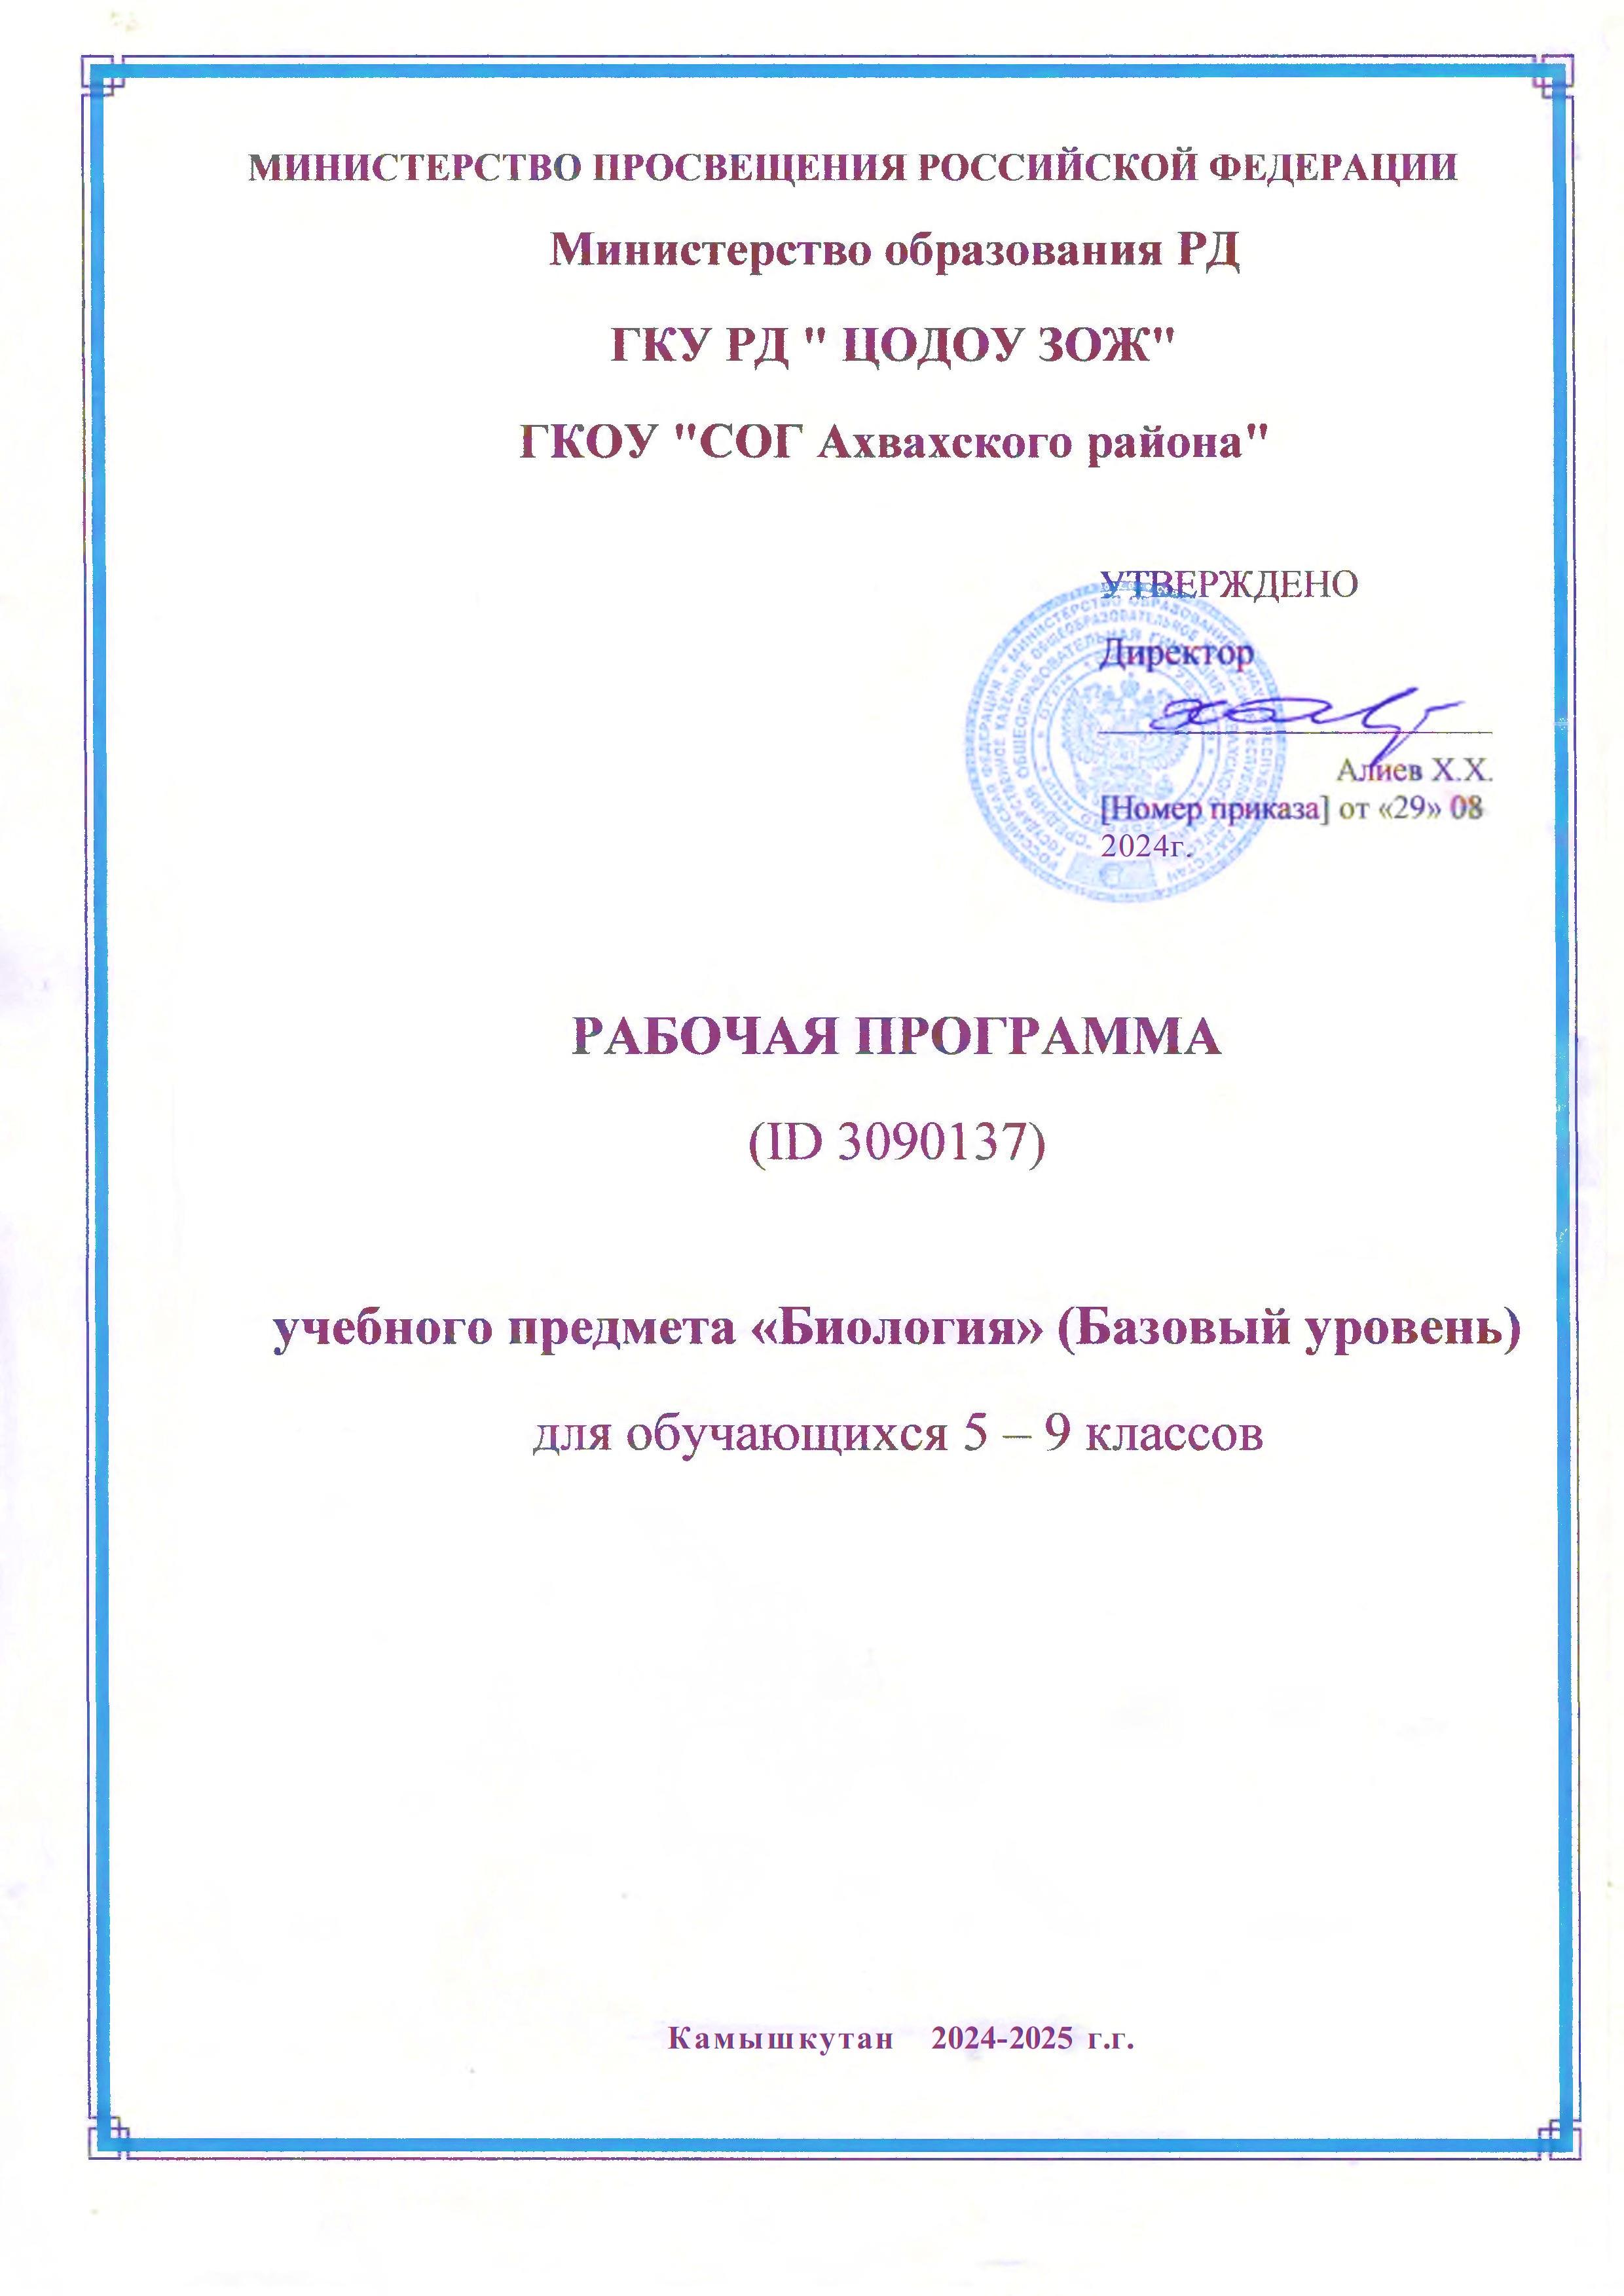 МИНИСТЕРСТВО ПРОСВЕЩЕНИЯ РОССИЙСКОЙ ФЕДЕРАЦИИ
Министерство образования РД
ГКУ РД " ЦОДОУ ЗОЖ"
ГКОУ "СОГ Ахвахского района"
УТВЕРЖДЕНО
Директор
Алиев Х.Х.
[Номер приказа] от «29» 08
2024г.
РАБОЧАЯ ПРОГРАММА
(ID 3090137)
учебного предмета «Биология» (Базовый уровень)
для обучающихся 5 – 9 классов
Камышкутан 2024-2025 г.г.